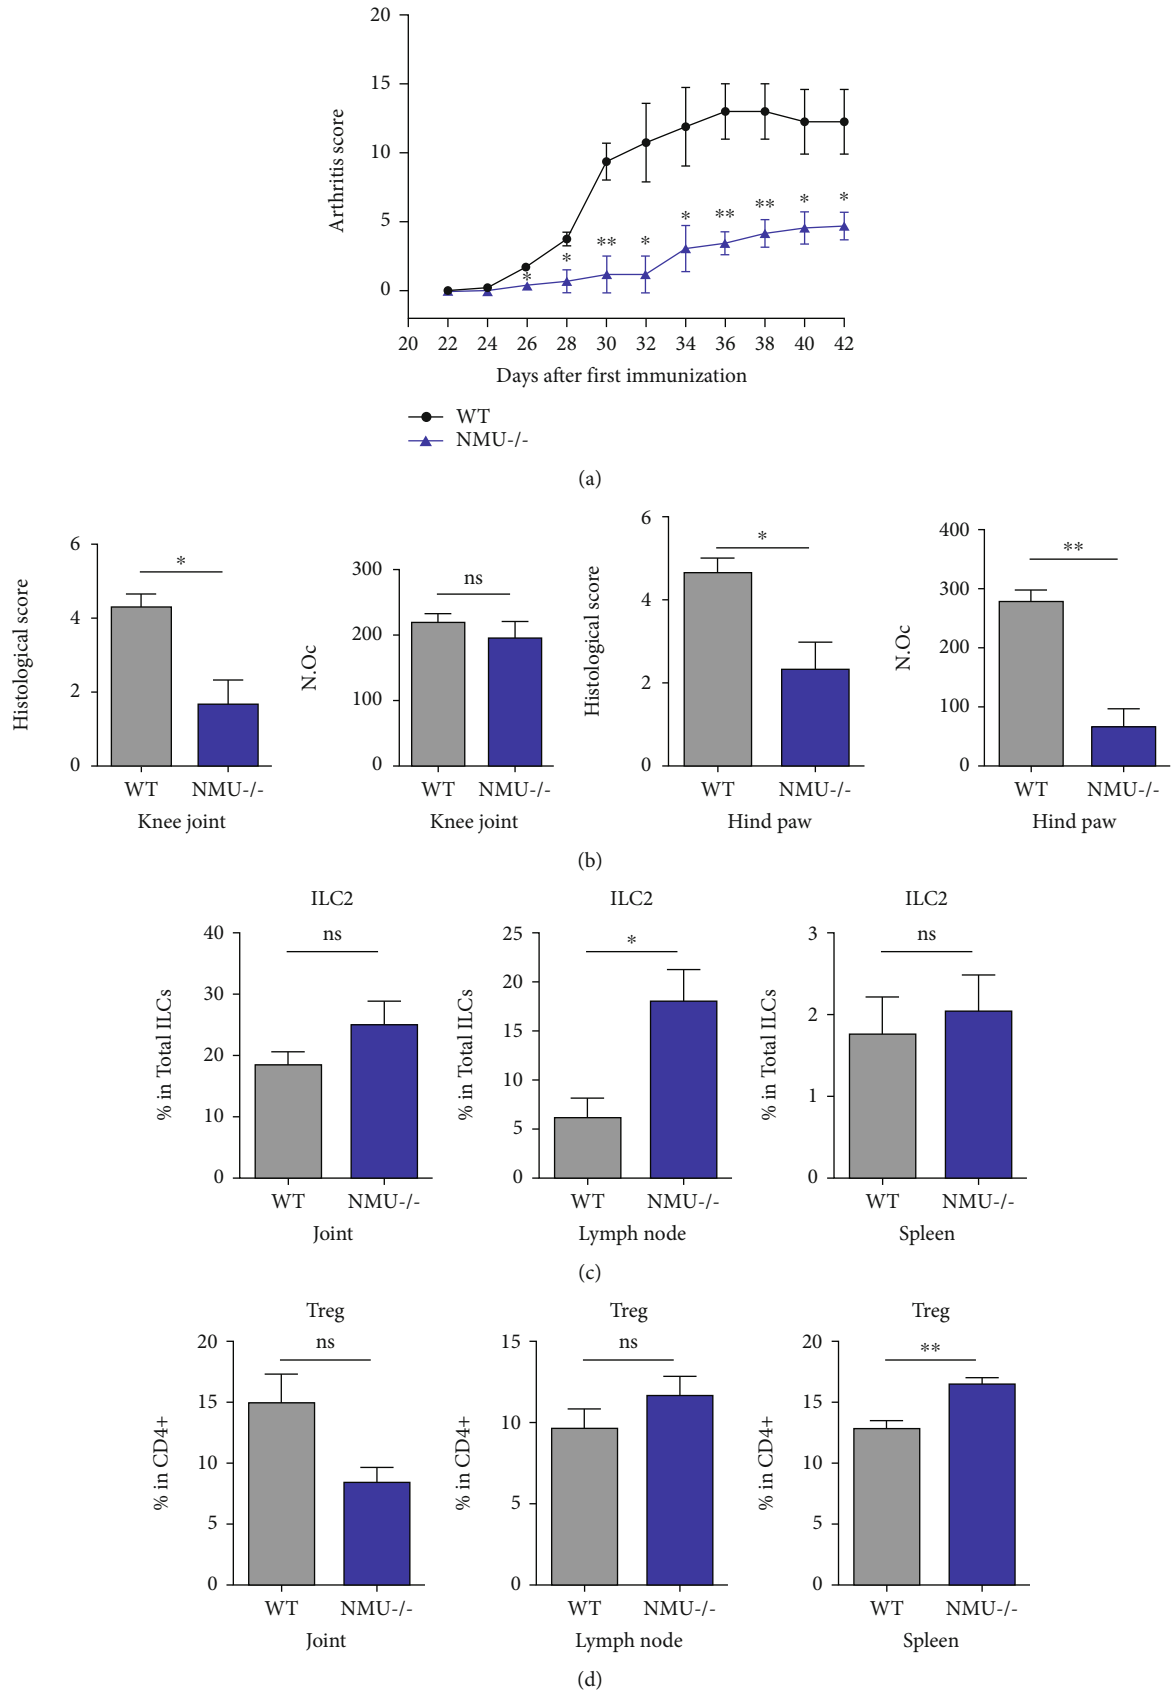 20
15
10
5
0
Arthritis score
* * ** * * ** ** * *
20 22 24 26 28 30 32 34 36 38 40 42
Days after first immunization
WT
NMU-/-
(a)
Histological score
6
4
2
0
*
WT NMU-/-
Knee joint
N.Oc
300
200
100
0
ns
WT NMU-/-
Knee joint
Histological score
6
4
2
0
*
WT NMU-/-
Hind paw
N.Oc
400
300
200
100
0
**
WT NMU-/-
Hind paw
(b)
ILC2
% in Total ILCs
40
30
20
10
0
ns
WT NMU-/-
Joint
ILC2
% in Total ILCs
25
20
15
10
5
0
*
WT NMU-/-
Lymph node
ILC2
% in Total ILCs
3
2
1
0
ns
WT NMU-/-
Spleen
(c)
Treg
% in CD4+
20
15
10
5
0
ns
WT NMU-/-
Joint
Treg
% in CD4+
15
10
5
0
ns
WT NMU-/-
Lymph node
Treg
% in CD4+
20
15
10
5
0
**
WT NMU-/-
Spleen
(d)